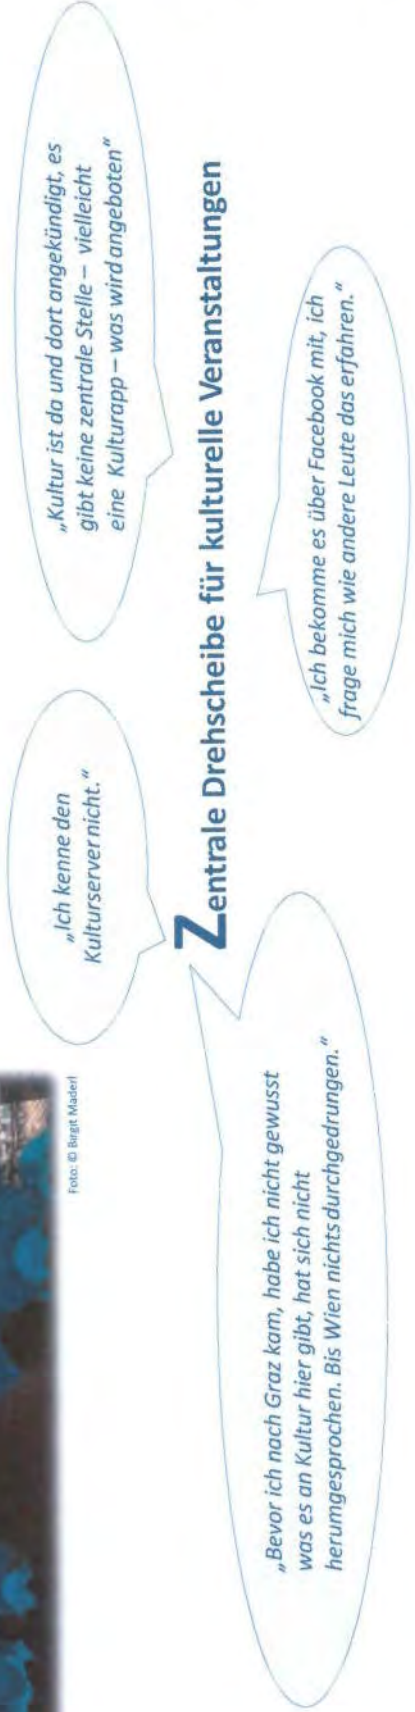 Foto: © Birgit Maderl
„Ich kenne den
Kulturserver nicht.“
„Kultur ist da und dort angekündigt, es
gibt keine zentrale Stelle – vielleicht
eine Kulturapp – was wird angeboten“
Zentrale Drehscheibe für kulturelle Veranstaltungen
„Bevor ich nach Graz kam, habe ich nicht gewusst
was es an Kultur hier gibt, hat sich nicht
herumgesprochen. Bis Wien nichts durchgedrungen.“
„Ich bekomme es über Facebook mit, ich
frage mich wie andere Leute das erfahren.“